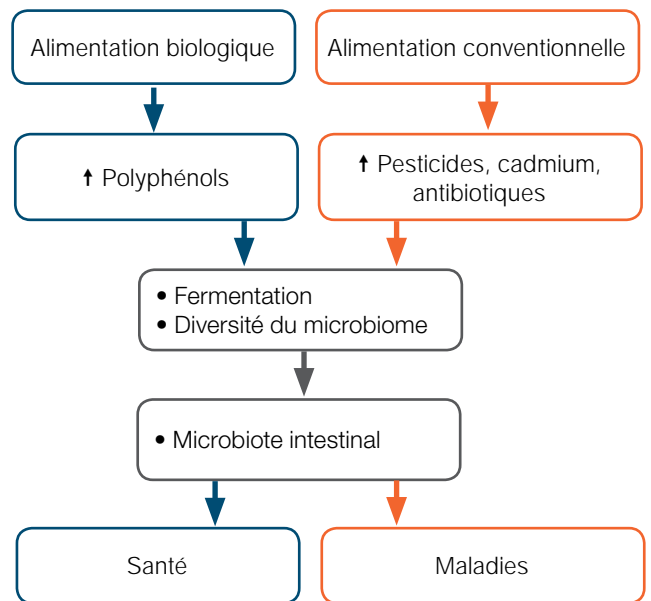 Alimentation biologique
Alimentation conventionnelle
↑ Polyphénols
↑ Pesticides, cadmium,
antibiotiques
• Fermentation
• Diversité du microbiome
• Microbiote intestinal
Santé
Maladies